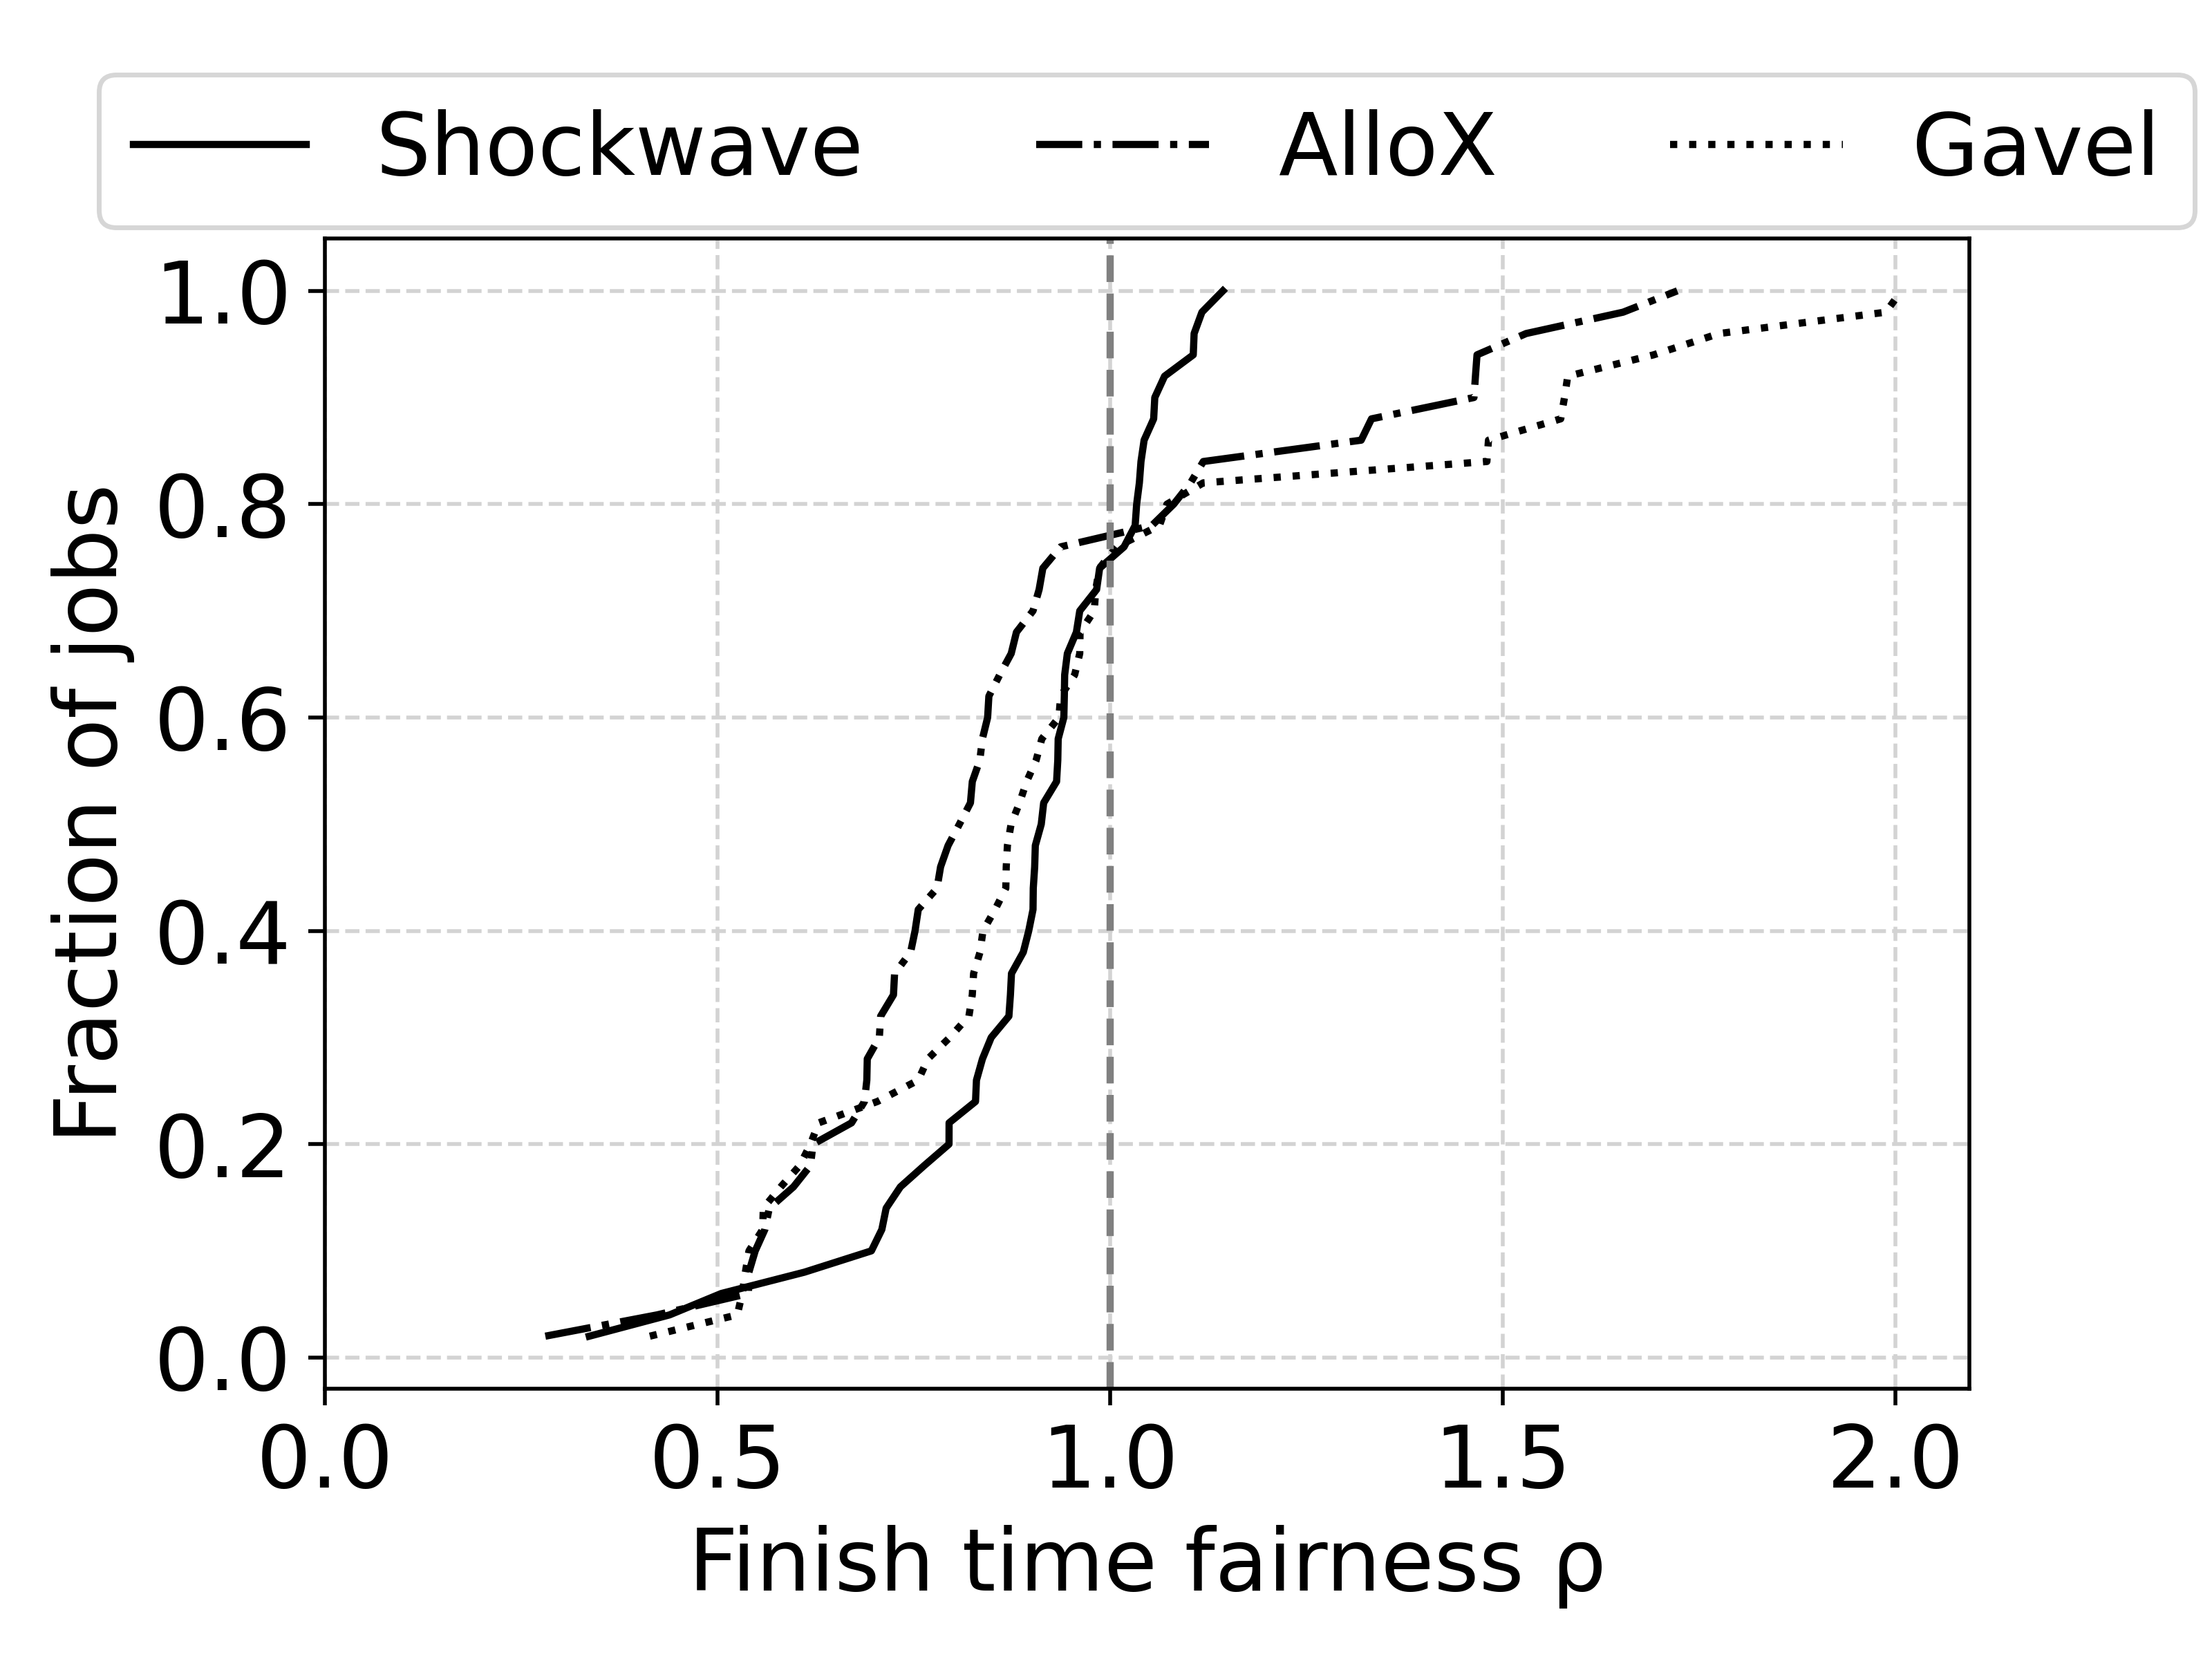 Shockwave AlloX Gavel
1.0
0.8
0.6
0.4
0.2
0.0
Fraction of jobs
0.0 0.5 1.0 1.5 2.0
Finish time fairness ρ